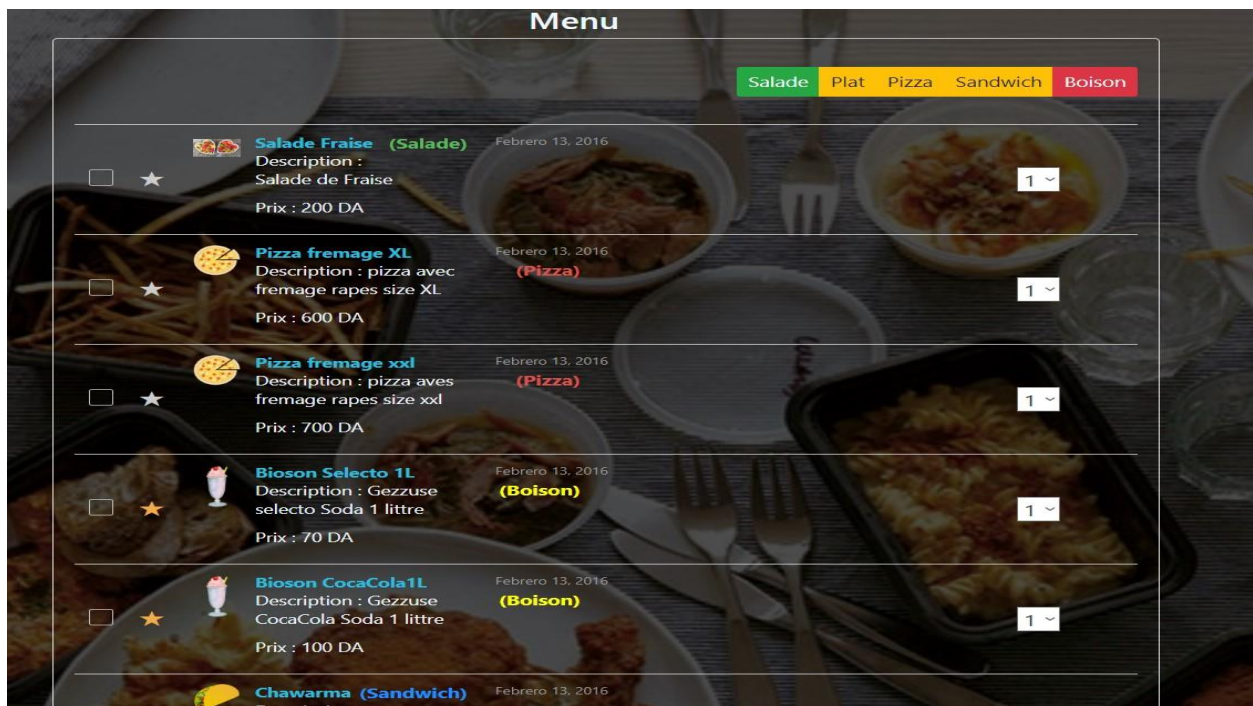 Menu
Salade Plat Pizza Sandwich Boison
Salade Fraise (Salade) Febrero 13, 2016
Description :
Salade de Fraise
1
Prix : 200 DA
Pizza fremage XL Febrero 13, 2016
Description : pizza avec (Pizza)
fremage rapes size XL
1
Prix : 600 DA
Pizza fremage xxl Febrero 13, 2016
Description : pizza aves (Pizza)
fremage rapes size xxl
1
Prix : 700 DA
Bioson Selecto 1L Febrero 13, 2016
Description : Gezzuse (Boison)
selecto Soda 1 littre
1
Prix : 70 DA
Bioson CocaCola1L Febrero 13, 2016
Description : Gezzuse (Boison)
CocaCola Soda 1 littre
1
Prix : 100 DA
Chawarma (Sandwich) Febrero 13, 2016